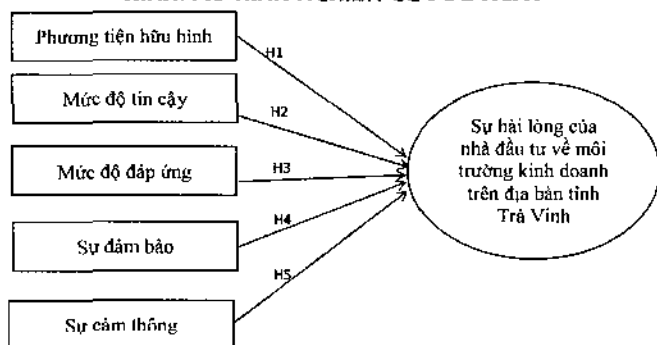 Phương tiện hữu hình
H1
Mức độ tin cậy
H2
Mức độ đáp ứng
H3
Sự đảm bảo
H4
Sự cảm thông
H5
Sự hài lòng của
nhà đầu tư về môi
trường kinh doanh
trên địa bàn tỉnh
Trà Vinh